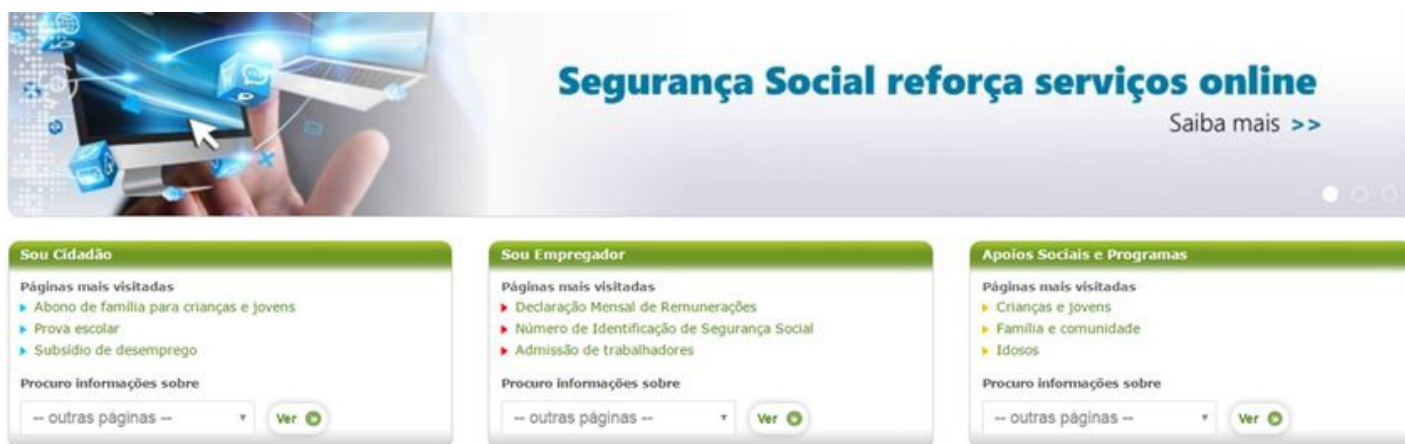 Segurança Social reforça serviços online
Saiba mais >>
Sou Cidadão
Páginas mais visitadas
Abono de família para crianças e jovens
Prova escolar
Subsídio de desemprego
Procuro informações sobre
-- outras páginas --
Ver
Sou Empregador
Páginas mais visitadas
Declaração Mensal de Remunerações
Número de Identificação de Segurança Social
Admissão de trabalhadores
Procuro informações sobre
-- outras páginas --
Ver
Apoios Sociais e Programas
Páginas mais visitadas
Crianças e jovens
Família e comunidade
Idosos
Procuro informações sobre
-- outras páginas --
Ver